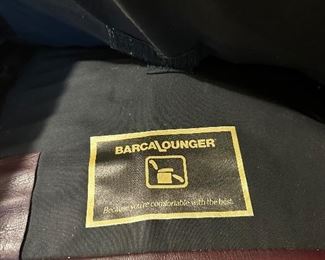 BARCALOUNGER
Because you're comfortable with the best.